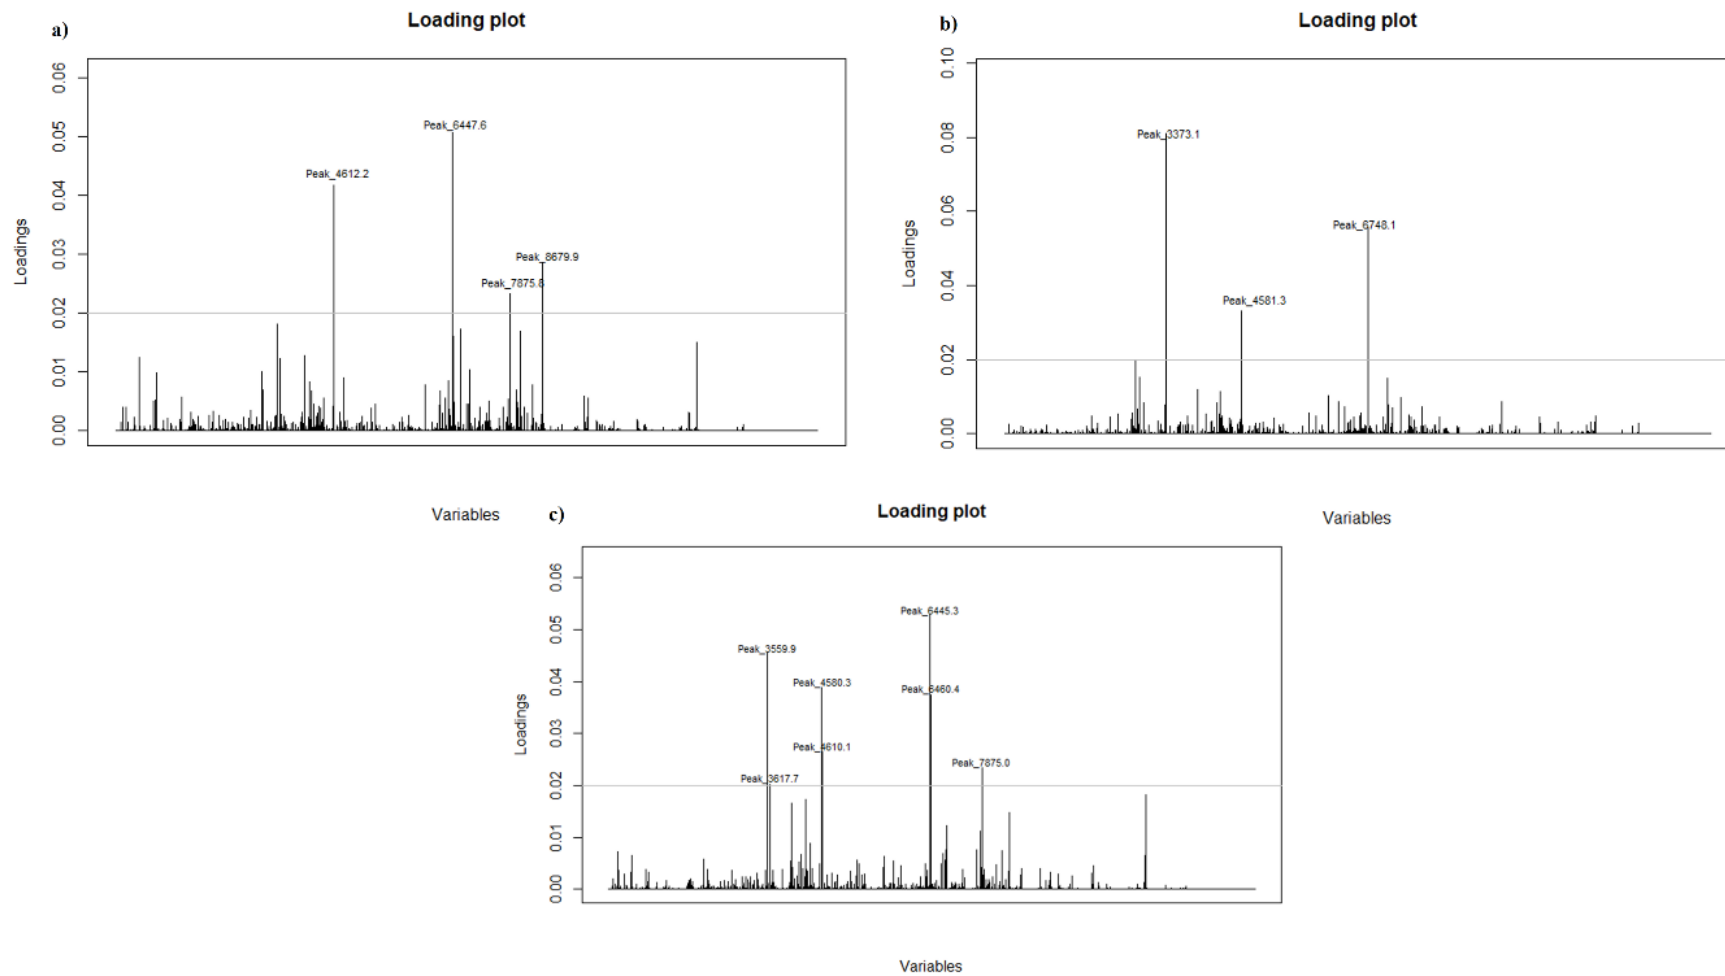 a)
Loading plot
Loadings
0.06
0.05
0.04
0.03
0.02
0.01
0.00
Peak_6447.6
Peak_4612.2
Peak_8679.9
Peak_7875.8
Variables
b)
Loading plot
Loadings
0.10
0.08
0.06
0.04
0.02
0.00
Peak_3373.1
Peak_6748.1
Peak_4581.3
Variables
c)
Loading plot
Loadings
0.06
0.05
0.04
0.03
0.02
0.01
0.00
Peak_6445.3
Peak_3559.9
Peak_4580.3
Peak_6460.4
Peak_4610.1
Peak_7875.0
Peak_3617.7
Variables